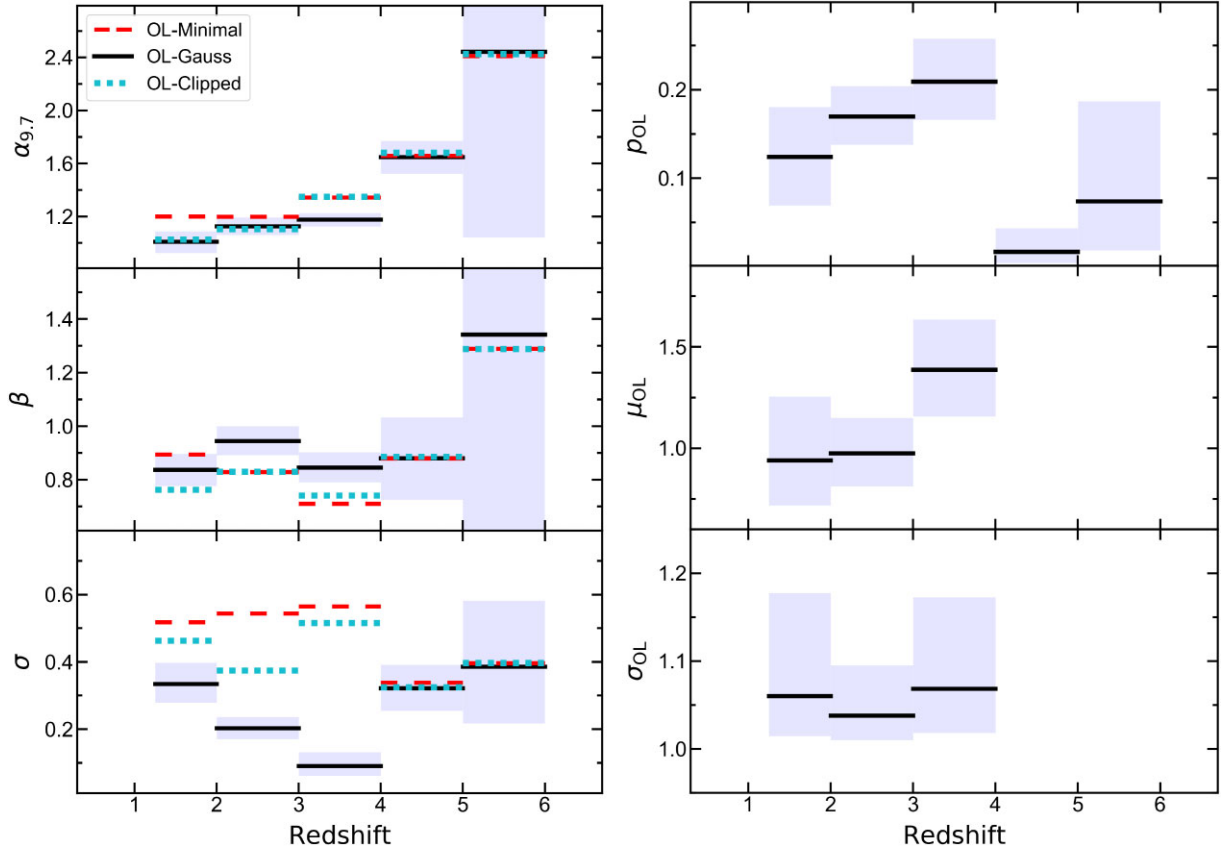 OL-Minimal
OL-Gauss
OL-Clipped
α9.7
2.4
2.0
1.6
1.2
β
1.4
1.2
1.0
0.8
σ
0.6
0.4
0.2
1 2 3 4 5 6
Redshift
pOL
0.2
0.1
μOL
1.5
1.0
σOL
1.2
1.1
1.0
1 2 3 4 5 6
Redshift